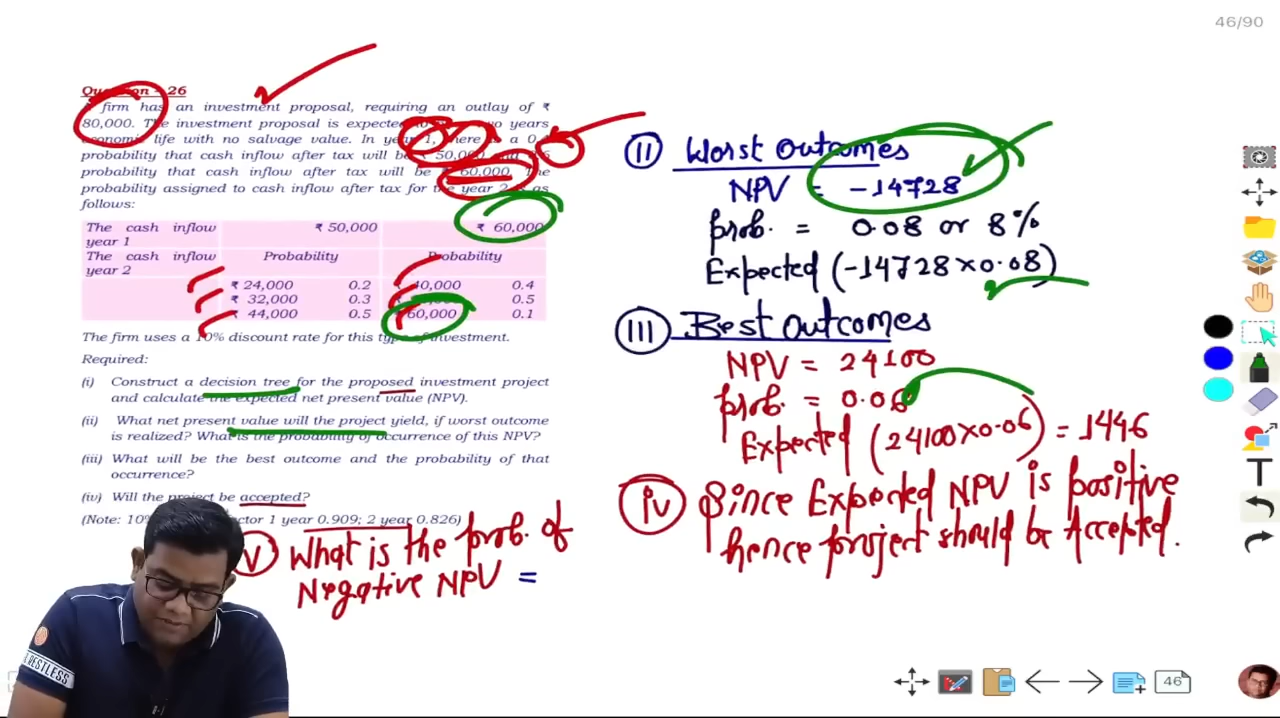 46/90
Question - 26
firm has an investment proposal, requiring an outlay of ₹
80,000. The investment proposal is expected to two years
economic life with no salvage value. In year 1, there is a 0.4
probability that cash inflow after tax will be ₹ 50,000
probability that cash inflow after tax will be ₹ 60,000. The
probability assigned to cash inflow after tax for the year 2 is as
follows:
The cash inflow year 1 ₹ 50,000 ₹ 60,000
The cash inflow year 2 Probability Probability
₹ 24,000 0.2 40,000 0.4
₹ 32,000 0.3 0.5
₹ 44,000 0.5 60,000 0.1
The firm uses a 10% discount rate for this type of investment.
Required:
(i) Construct a decision tree for the proposed investment project
and calculate the expected net present value (NPV).
(ii) What net present value will the project yield, if worst outcome
is realized? What is the probability of occurrence of this NPV?
(iii) What will be the best outcome and the probability of that
occurrence?
(iv) Will the project be accepted?
(Note: 10% factor 1 year 0.909; 2 year 0.826)
V What is the prob. of
Negative NPV =
II Worst Outcomes
NPV = -14728
prob. = 0.08 or 8%
Expected (-14728×0.08)
III Best Outcomes
NPV = 24100
prob. = 0.06
Expected (24100×0.06) = 1446
iv Since Expected NPV is positive
hence project should be Accepted.
RESTLESS
46